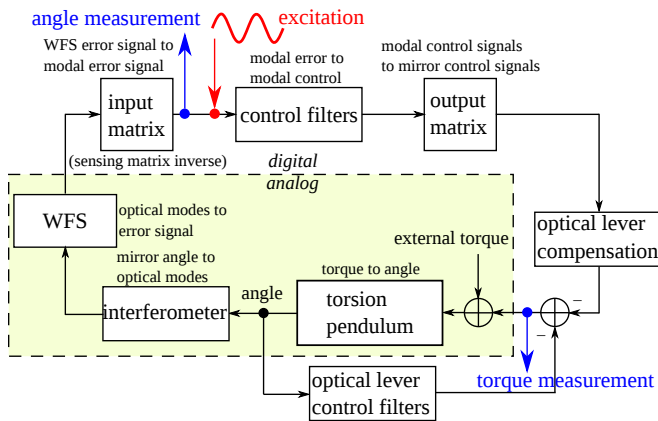 angle measurement
excitation
WFS error signal to
modal error signal
modal error to
modal control
modal control signals
to mirror control signals
input
matrix
control filters
output
matrix
(sensing matrix inverse)
digital
analog
WFS
optical modes to
error signal
optical lever
compensation
external torque
mirror angle to
optical modes
torque to angle
angle
interferometer
torsion
pendulum
−
−
optical lever
control filters
torque measurement